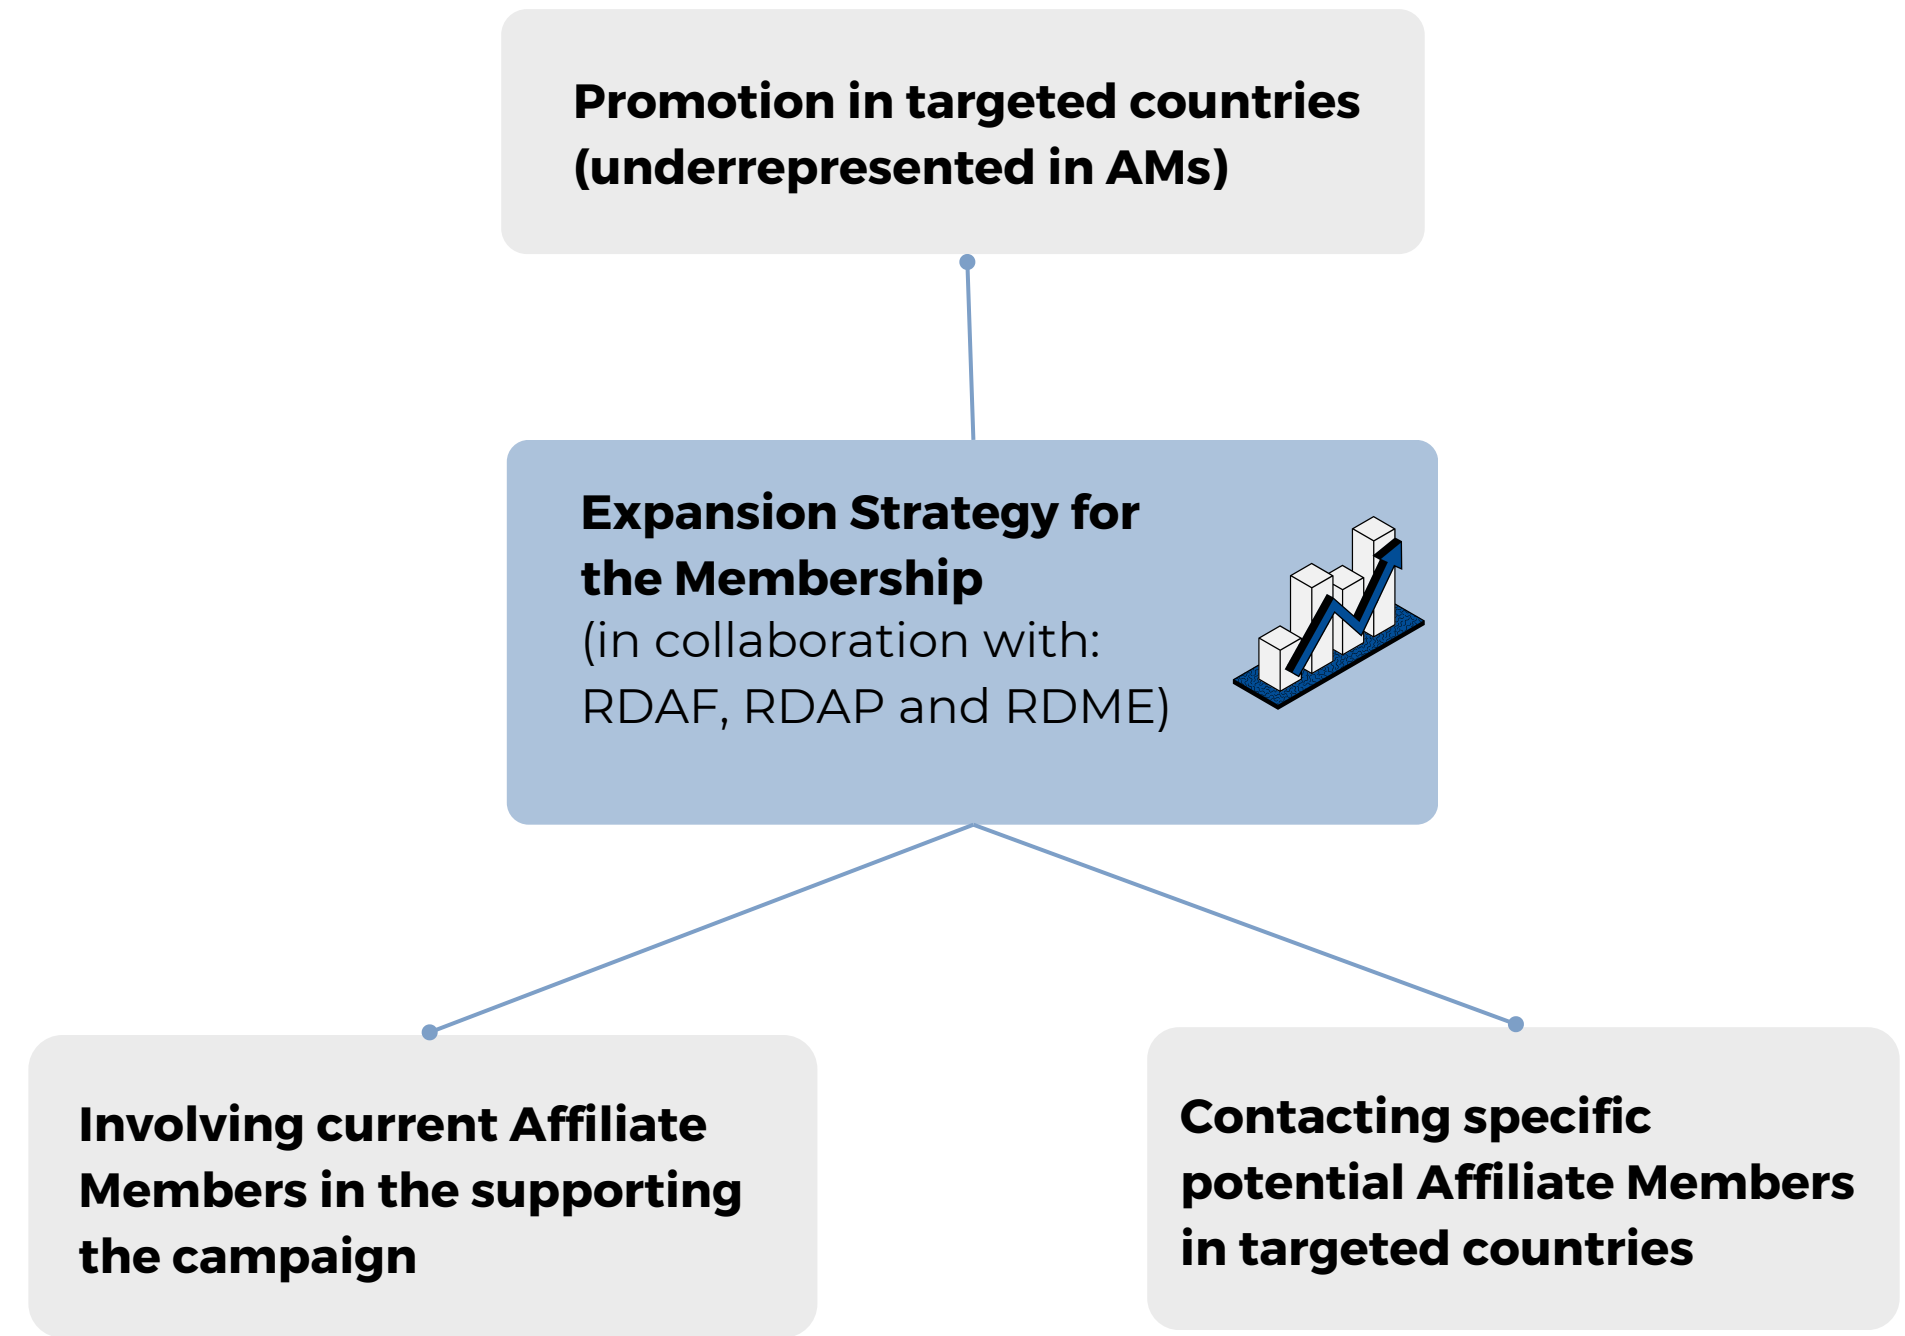 Promotion in targeted countries
(underrepresented in AMs)
Expansion Strategy for
the Membership
(in collaboration with:
RDAF, RDAP and RDME)
Involving current Affiliate
Members in the supporting
the campaign
Contacting specific
potential Affiliate Members
in targeted countries